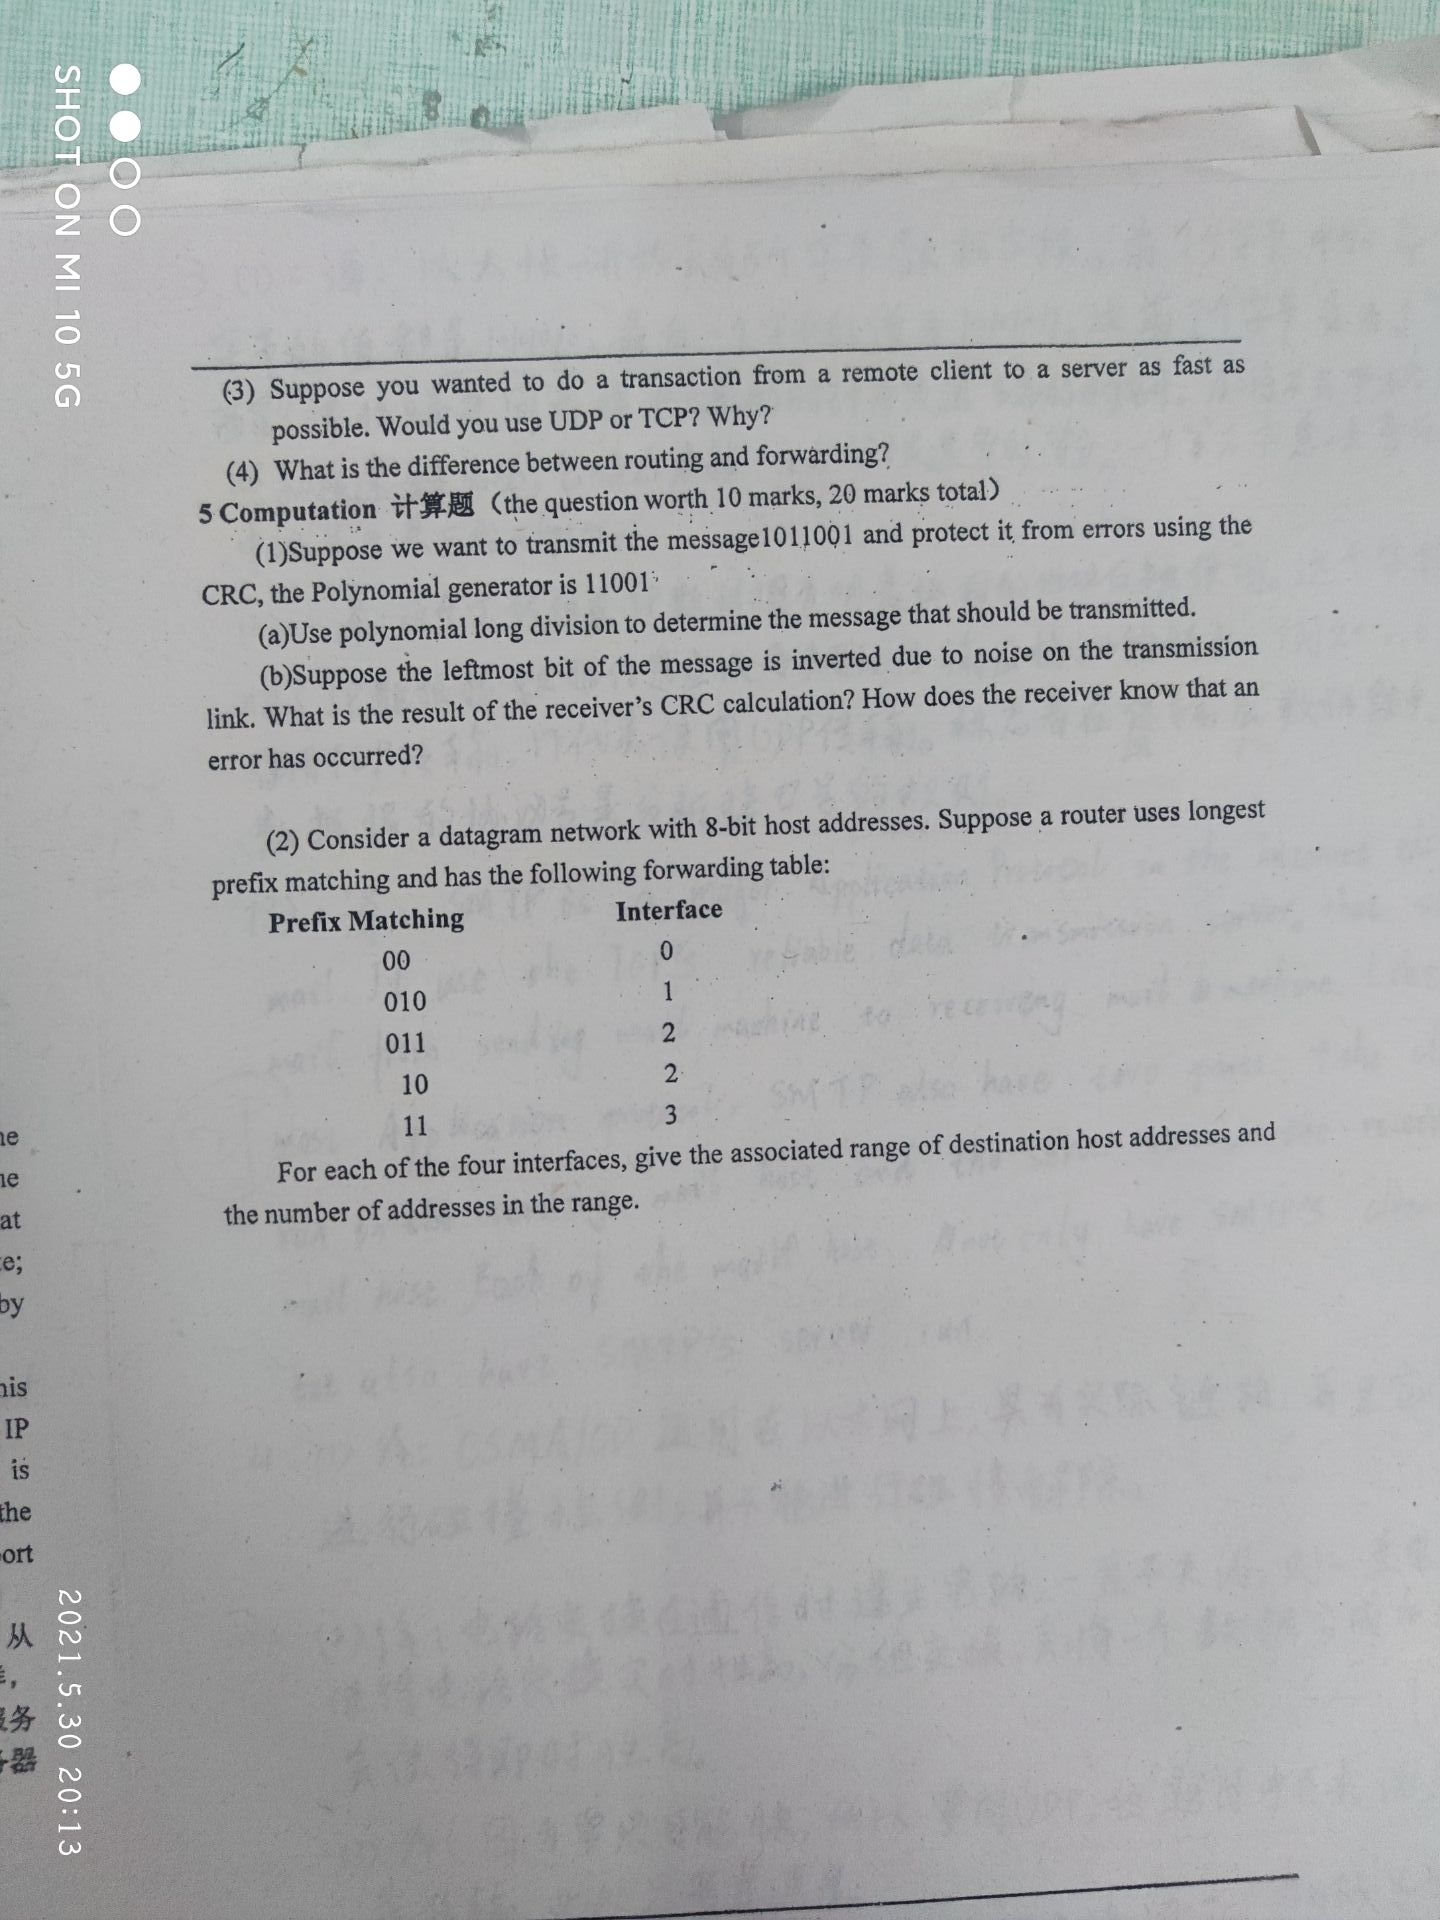 (3) Suppose you wanted to do a transaction from a remote client to a server as fast as
possible. Would you use UDP or TCP? Why?
(4) What is the difference between routing and forwarding?
5 Computation 计算题（the question worth 10 marks, 20 marks total）
(1)Suppose we want to transmit the message1011001 and protect it from errors using the
CRC, the Polynomial generator is 11001
(a)Use polynomial long division to determine the message that should be transmitted.
(b)Suppose the leftmost bit of the message is inverted due to noise on the transmission
link. What is the result of the receiver's CRC calculation? How does the receiver know that an
error has occurred?
(2) Consider a datagram network with 8-bit host addresses. Suppose a router uses longest
prefix matching and has the following forwarding table:
Prefix Matching Interface
00 0
010 1
011 2
10 2
11 3
For each of the four interfaces, give the associated range of destination host addresses and
the number of addresses in the range.
at
by
IP
is
the
从
务
器
SHOT ON MI 10 5G
2021.5.30 20:13